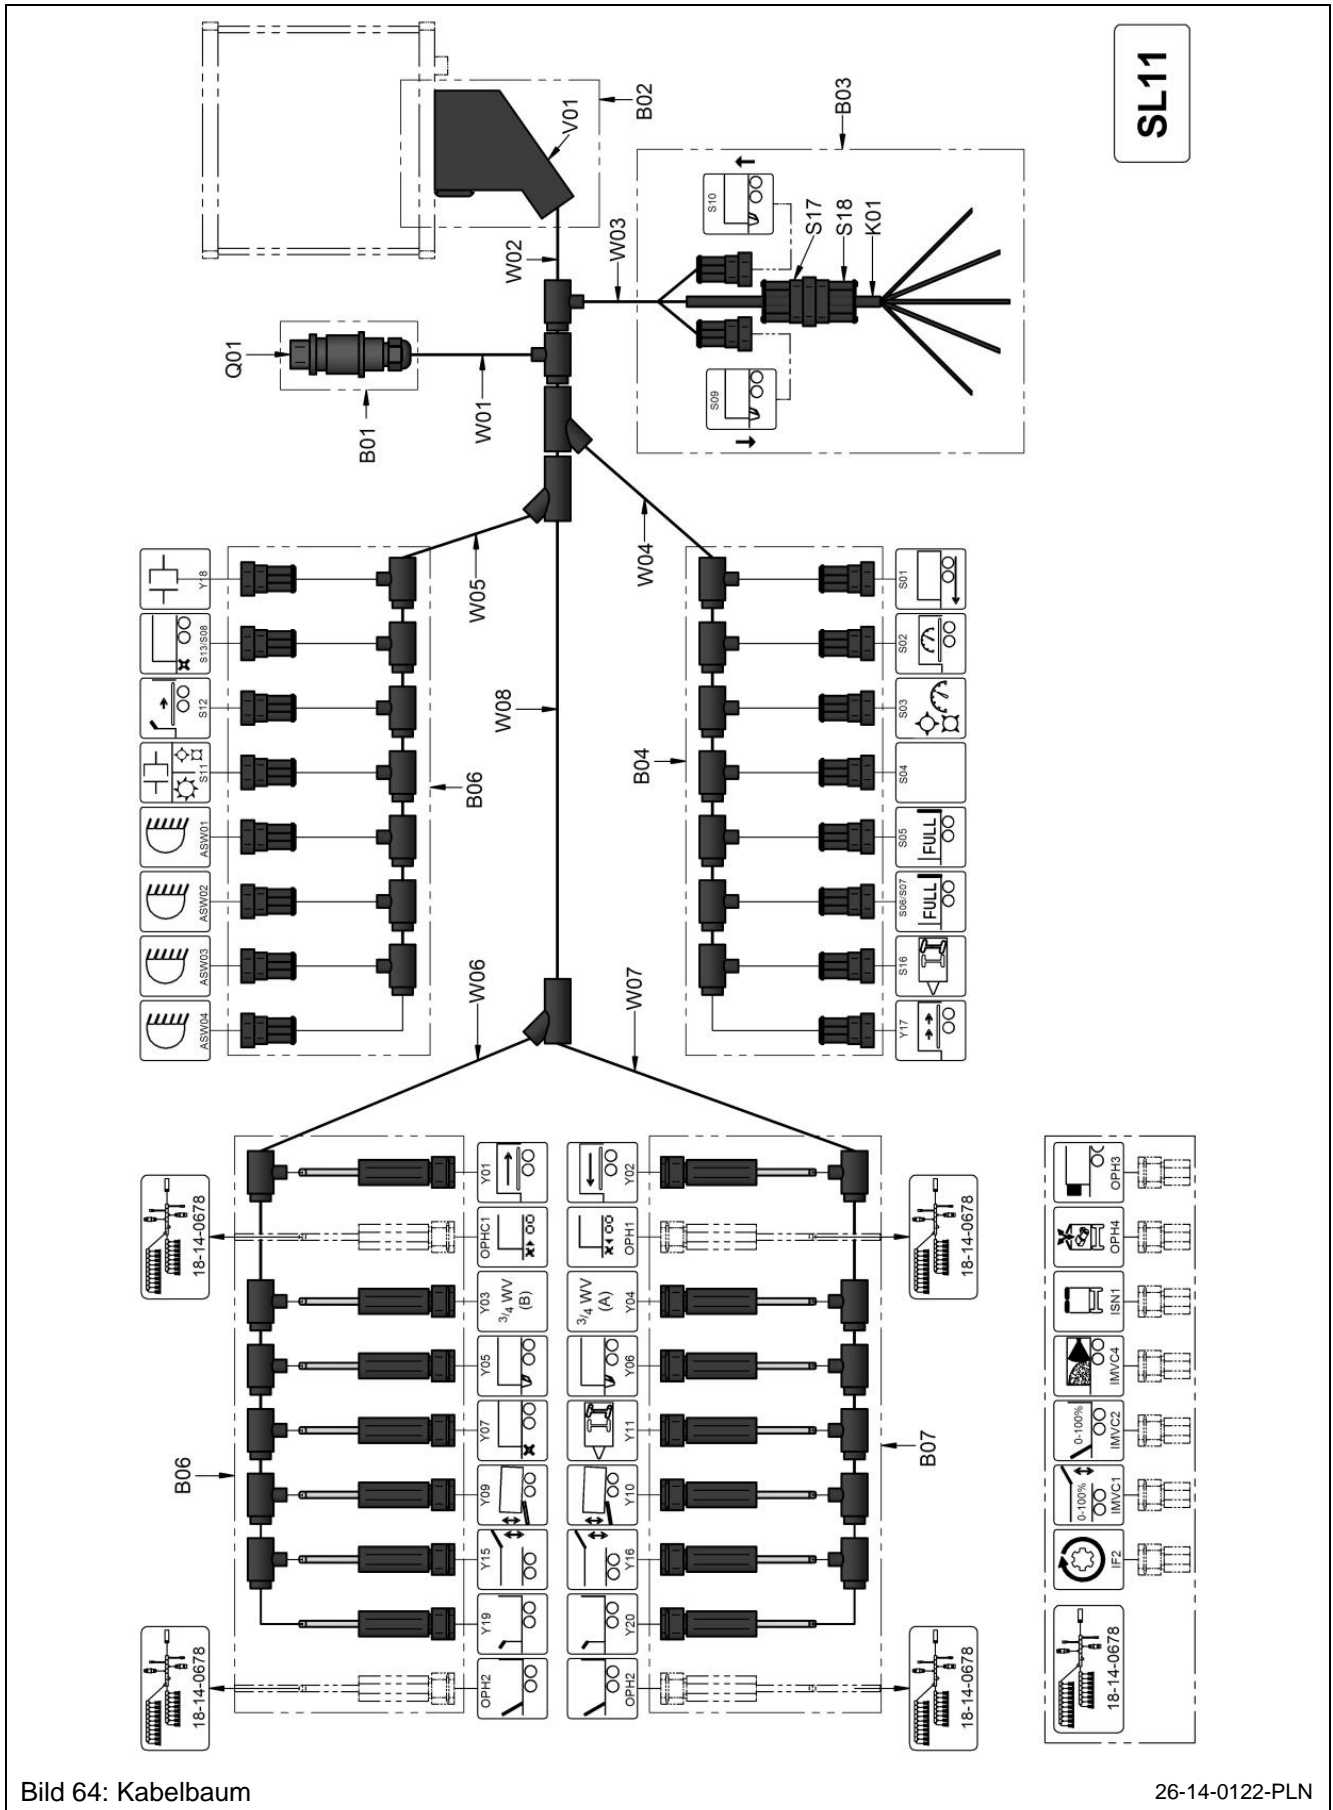 SL11
B02
V01
B03
S10
S17
S18
K01
W03
W02
S09
Q01
B01
W01
W04
W05
Y18
S13/S08
S12
S11
ASW01
ASW02
ASW03
ASW04
B06
W08
B04
S01
S02
S03
S04
S05
FULL
S06/S07
FULL
S16
Y17
W06
W07
18-14-0678
18-14-0678
Y01
OPHC1
Y03
3/4 WV
(B)
Y05
Y07
Y09
Y15
Y19
OPH2
B06
18-14-0678
Y02
OPH1
Y04
3/4 WV
(A)
Y06
Y11
Y10
Y16
Y20
OPH2
B07
18-14-0678
OPH3
OPH4
ISN1
IMVC4
0-100%
IMVC2
0-100%
IMVC1
IF2
18-14-0678
Bild 64: Kabelbaum
26-14-0122-PLN